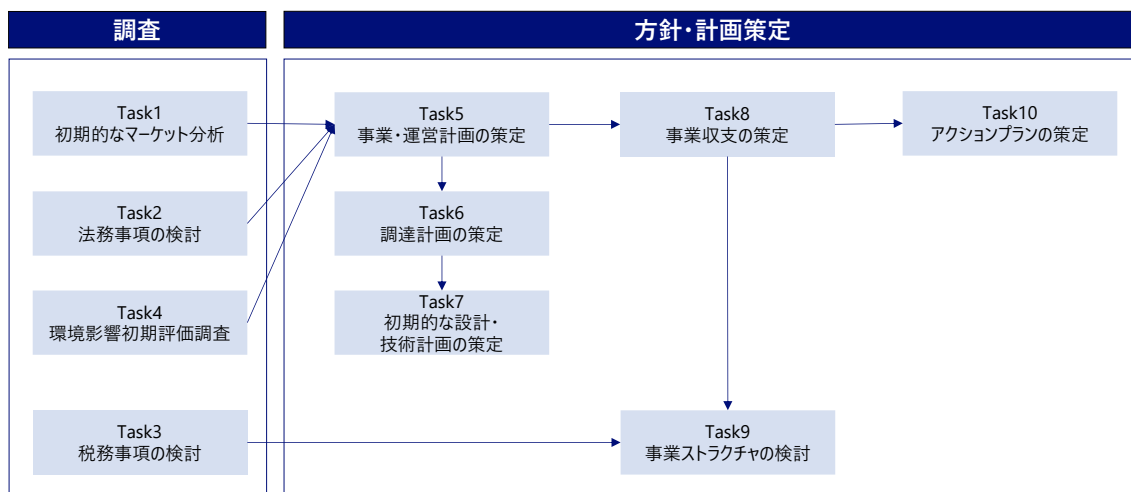 調査
方針・計画策定
Task1
初期的なマーケット分析
Task2
法務事項の検討
Task4
環境影響初期評価調査
Task3
税務事項の検討
Task5
事業・運営計画の策定
Task6
調達計画の策定
Task7
初期的な設計・
技術計画の策定
Task8
事業収支の策定
Task9
事業ストラクチャの検討
Task10
アクションプランの策定